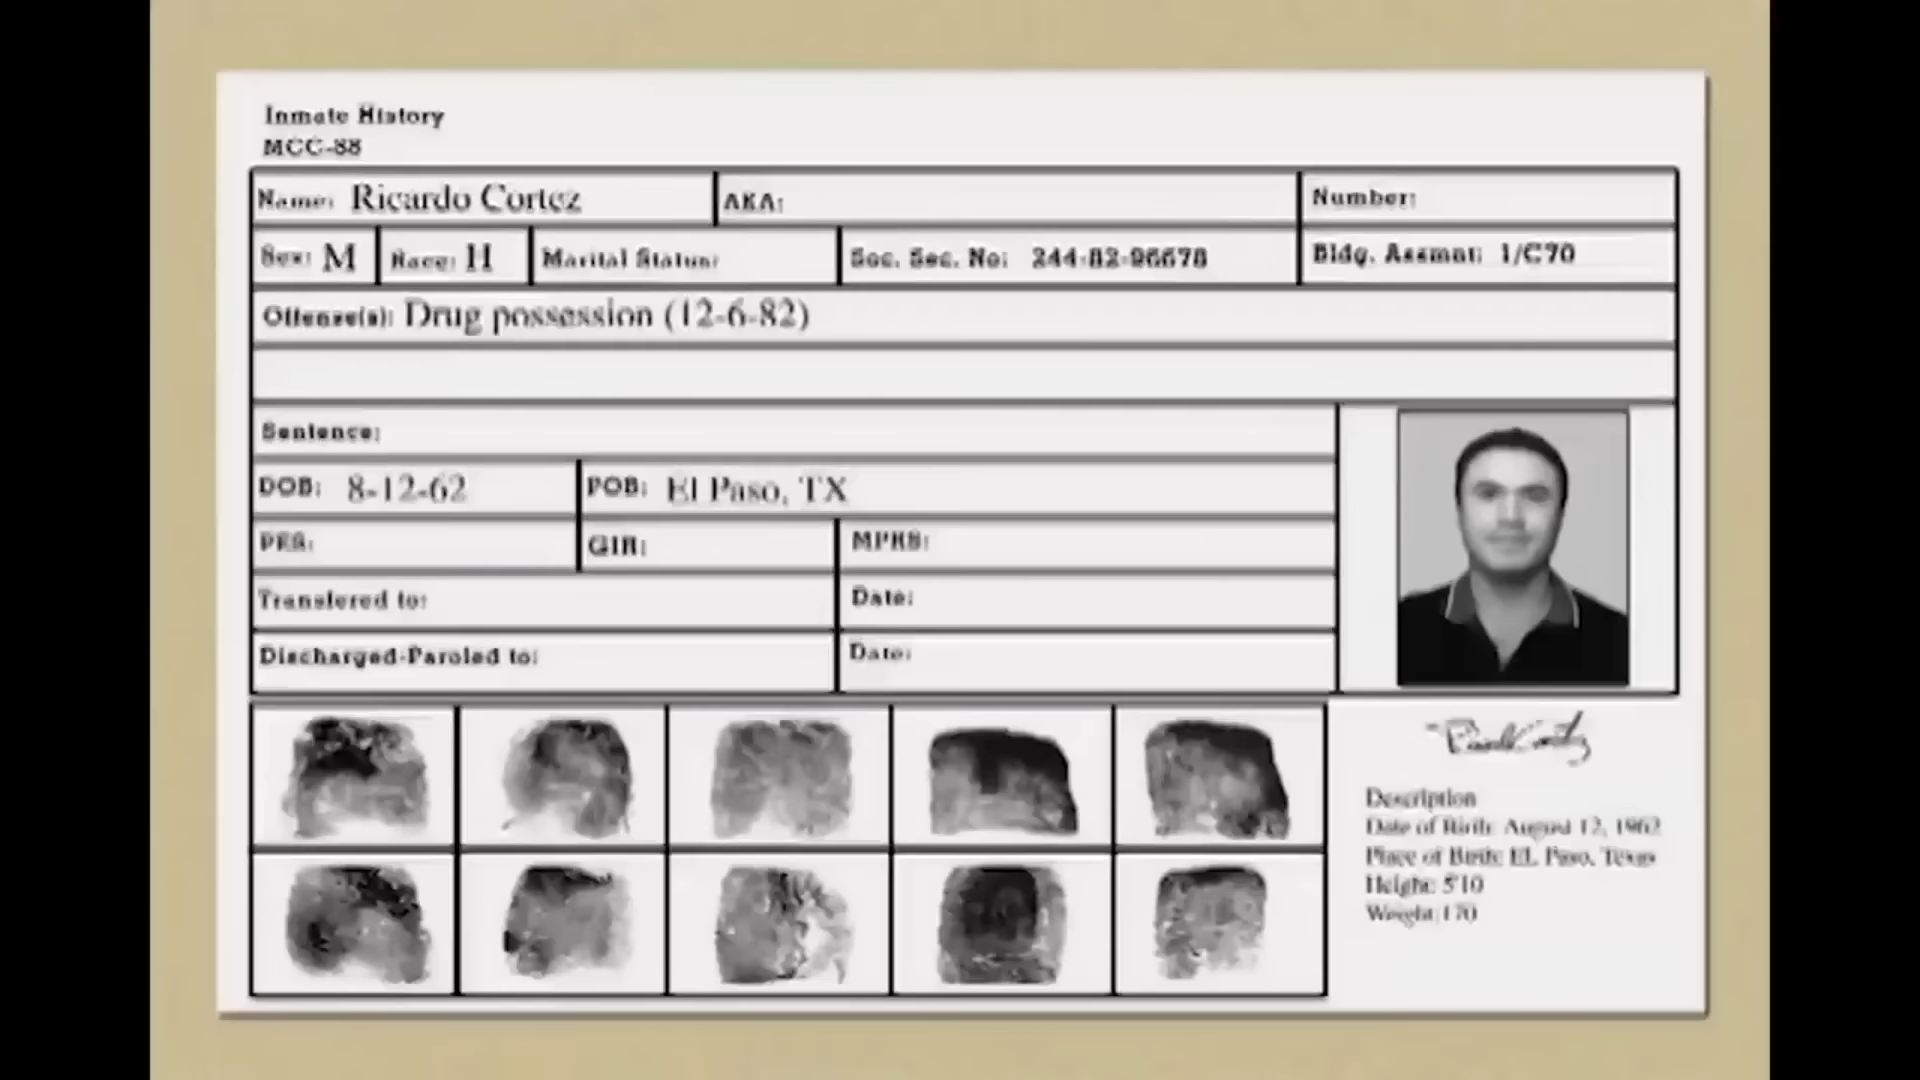 Inmate History
MCC-88
Name: Ricardo Cortez AKA: Number:
Sex: M Race: H Marital Status: Soc. Sec. No: 244-82-96678 Bldg. Assmnt: 1/C70
Offense(s): Drug possession (12-6-82)
Sentence:
DOB: 8-12-62 POB: El Paso, TX
GIR:
Transfered to: Date:
Discharged-Paroled to: Date:
Description
Date of Birth: August 12, 1962
Place of Birth: EL Paso, Texas
Height: 5'10
Weight: 170